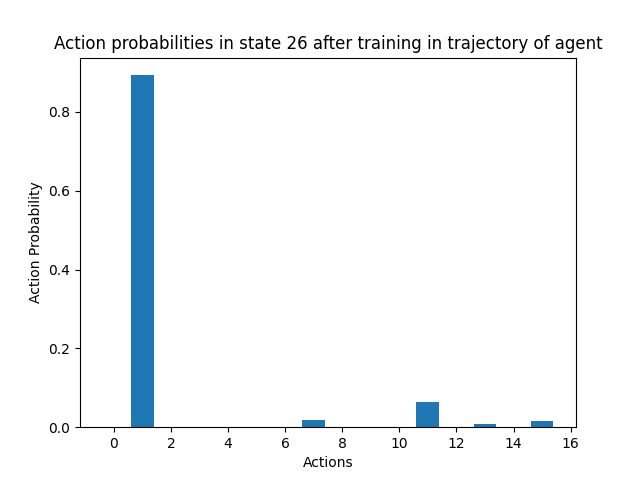 Action probabilities in state 26 after training in trajectory of agent
Action Probability
0.8
0.6
0.4
0.2
0.0
0 2 4 6 8 10 12 14 16
Actions